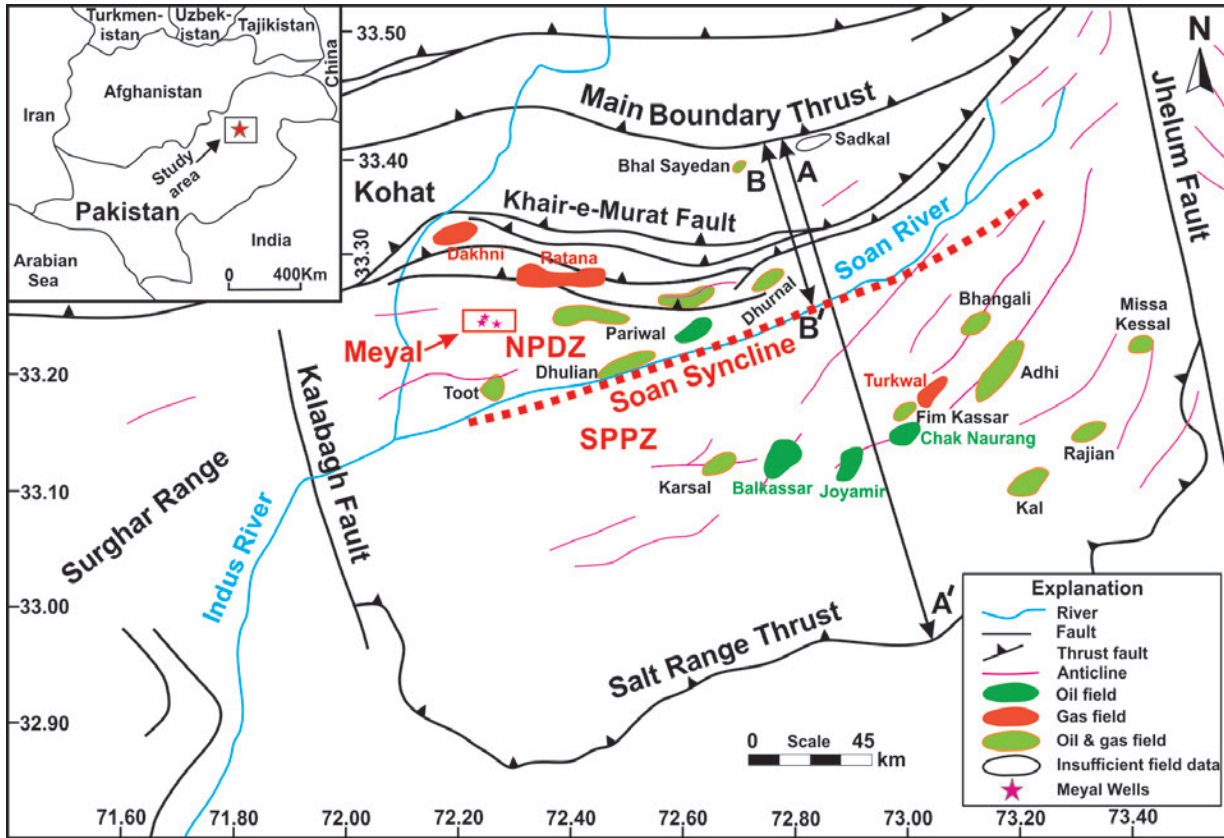 Turkmen-
istan
Uzbek-
istan
Tajikistan
China
Afghanistan
Iran
Study
area
Pakistan
India
Arabian
Sea
0 400Km
33.50
33.40
33.30
33.20
33.10
33.00
32.90
N
Main Boundary Thrust
Jhelum Fault
Sadkal
Bhal Sayedan
B
A
Kohat
Khair-e-Murat Fault
Soan River
Dakhni
Ratana
Dhurnal
B'
Bhangali
Missa
Kessal
Meyal
NPDZ
Pariwal
Soan Syncline
Dhulian
Toot
Adhi
Turkwal
Fim Kassar
Chak Naurang
SPPZ
Rajian
Karsal
Balkassar
Joyamir
Kal
Kalabagh Fault
Surghar Range
Indus River
Salt Range Thrust
A'
0 Scale 45
km
Explanation
River
Fault
Thrust fault
Anticline
Oil field
Gas field
Oil & gas field
Insufficient field data
Meyal Wells
71.60 71.80 72.00 72.20 72.40 72.60 72.80 73.00 73.20 73.40